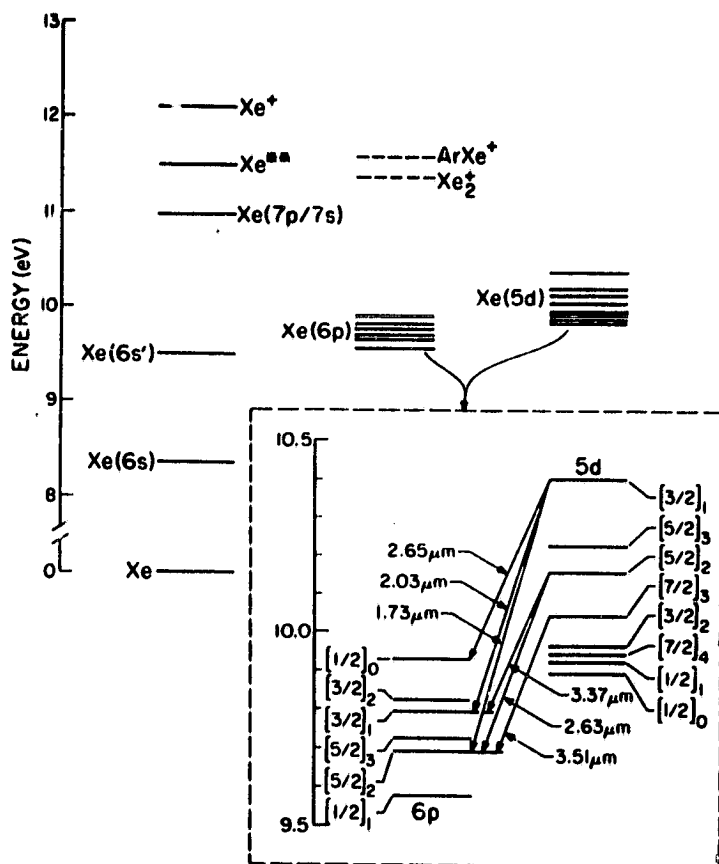 ENERGY (eV)
13
12
11
10
9
8
0
Xe⁺
Xe**
Xe(7p/7s)
Xe(6s')
Xe(6s)
Xe
ArXe⁺
Xe₂⁺
Xe(6p)
Xe(5d)
10.5
10.0
9.5
5d
[3/2]₁
[5/2]₃
[5/2]₂
[7/2]₃
[3/2]₂
[7/2]₄
[1/2]₁
[1/2]₀
2.65μm
2.03μm
1.73μm
3.37μm
2.63μm
3.51μm
[1/2]₀
[3/2]₂
[3/2]₁
[5/2]₃
[5/2]₂
[1/2]₁
6p